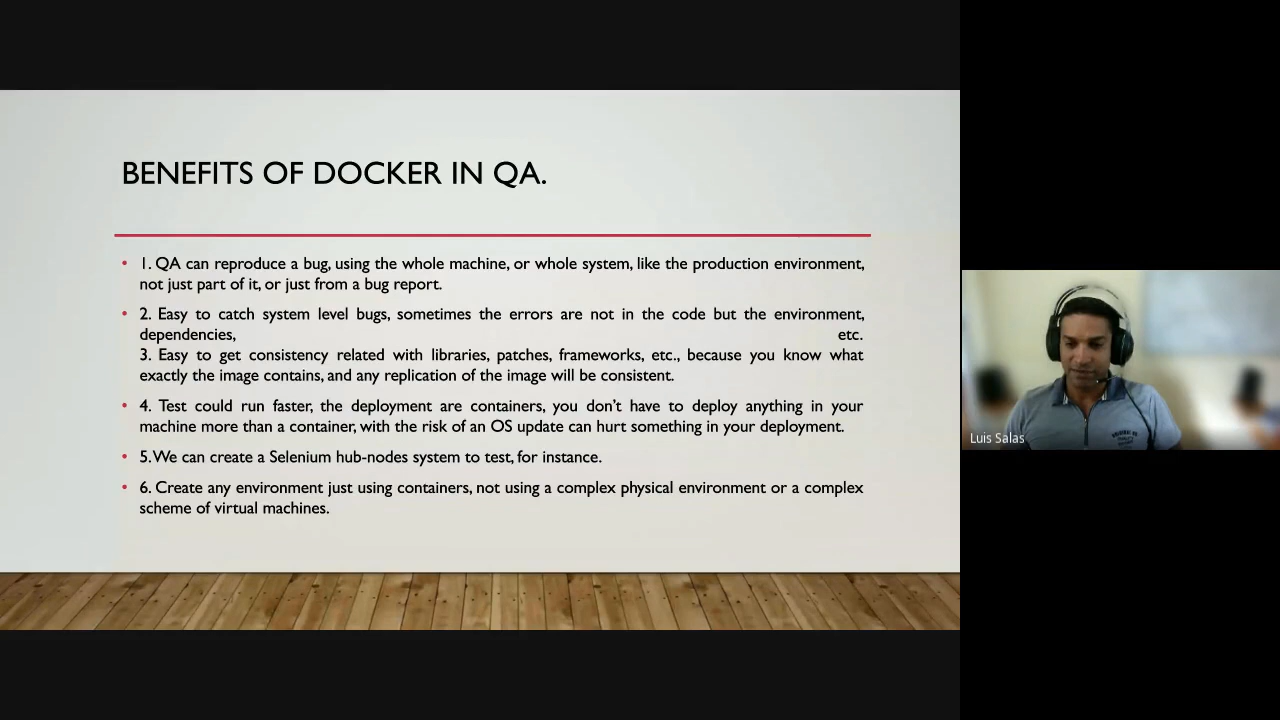 BENEFITS OF DOCKER IN QA.
• 1. QA can reproduce a bug, using the whole machine, or whole system, like the production environment,
not just part of it, or just from a bug report.
• 2. Easy to catch system level bugs, sometimes the errors are not in the code but the environment,
dependencies, etc.
3. Easy to get consistency related with libraries, patches, frameworks, etc., because you know what
exactly the image contains, and any replication of the image will be consistent.
• 4. Test could run faster, the deployment are containers, you don’t have to deploy anything in your
machine more than a container, with the risk of an OS update can hurt something in your deployment.
• 5. We can create a Selenium hub-nodes system to test, for instance.
• 6. Create any environment just using containers, not using a complex physical environment or a complex
scheme of virtual machines.
Luis Salas